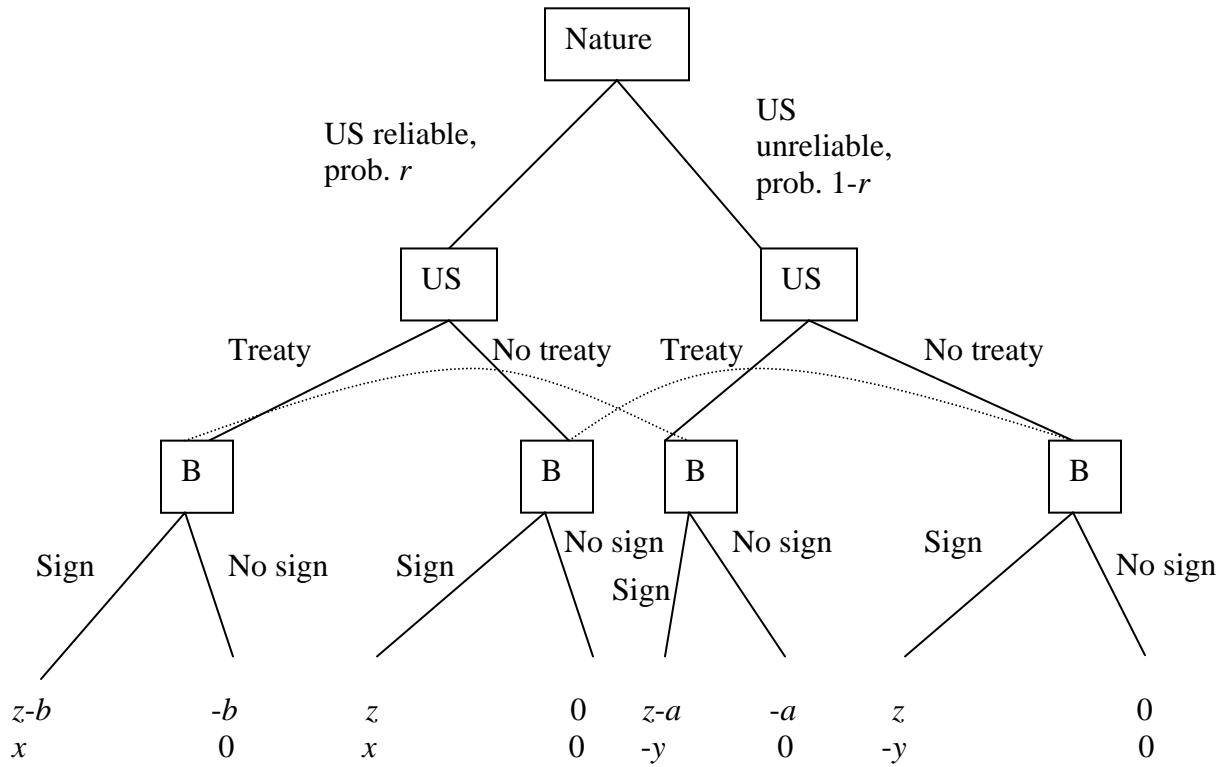 Nature
US reliable,
prob. r
US
unreliable,
prob. 1-r
US
US
Treaty
No treaty
Treaty
No treaty
B
B
B
B
Sign
No sign
Sign
No sign
Sign
No sign
Sign
No sign
z-b -b z 0 z-a -a z 0
x 0 x 0 -y 0 -y 0